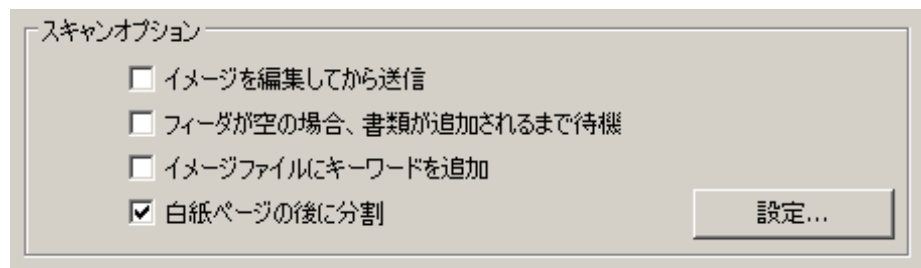 スキャンオプション
イメージを編集してから送信
フィーダが空の場合、書類が追加されるまで待機
イメージファイルにキーワードを追加
白紙ページの後に分割
設定...